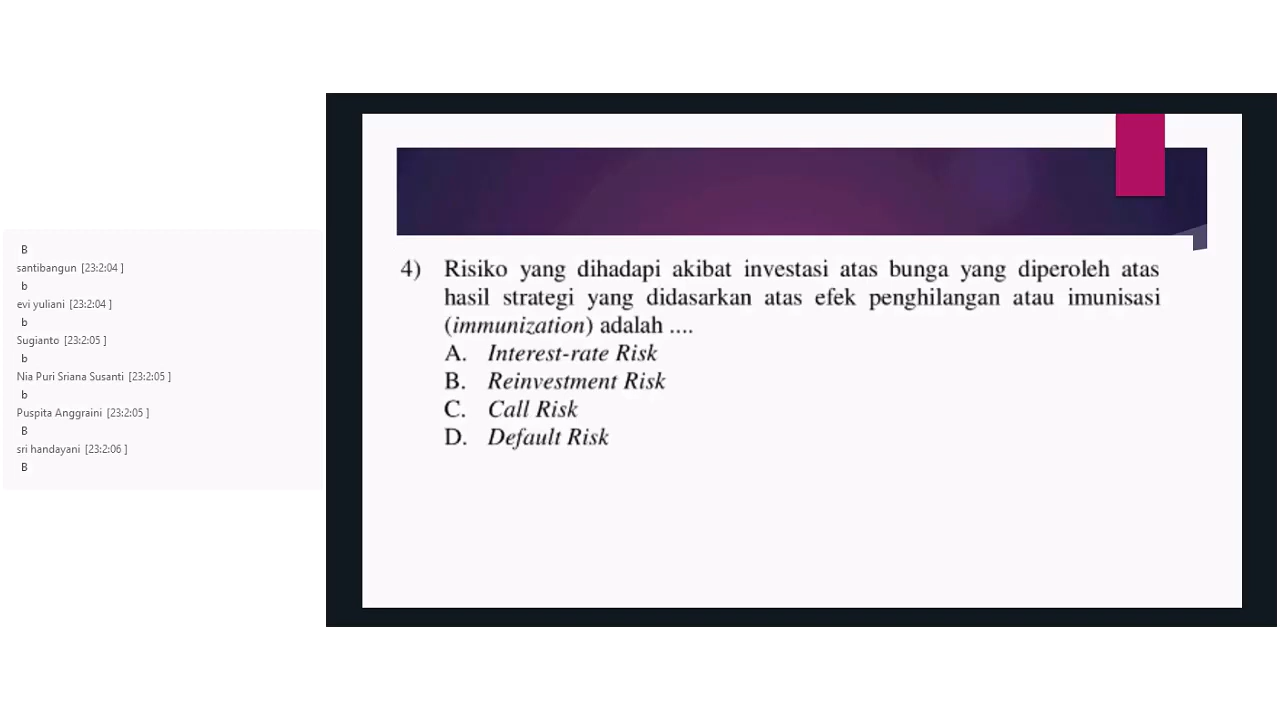 B
santibangun [23:2:04 ]
b
evi yuliani [23:2:04 ]
b
Sugianto [23:2:05 ]
b
Nia Puri Sriana Susanti [23:2:05 ]
b
Puspita Anggraini [23:2:05 ]
B
sri handayani [23:2:06 ]
B
4) Risiko yang dihadapi akibat investasi atas bunga yang diperoleh atas
hasil strategi yang didasarkan atas efek penghilangan atau imunisasi
(immunization) adalah ....
A. Interest-rate Risk
B. Reinvestment Risk
C. Call Risk
D. Default Risk